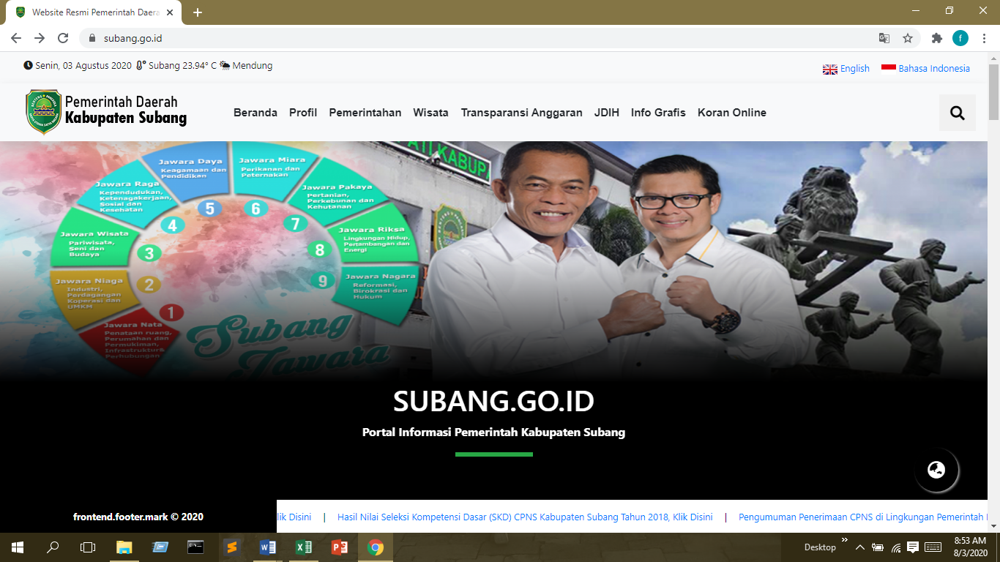 Website Resmi Pemerintah Daera
subang.go.id
f
Senin, 03 Agustus 2020 Subang 23.94° C Mendung
English Bahasa Indonesia
Pemerintah Daerah
Kabupaten Subang
Beranda Profil Pemerintahan Wisata Transparansi Anggaran JDIH Info Grafis Koran Online
ATI KABUP
Jawara Nata
Penataan ruang,
Perumahan dan
Permukiman,
Infrastruktur&
Perhubungan
1
Jawara Niaga
Industri,
Perdagangan
Koperasi dan
UMKM
2
Jawara Wisata
Pariwisata,
Seni dan
Budaya
3
Jawara Raga
Kependudukan,
Ketenagakerjaan,
Sosial dan
Kesehatan
4
Jawara Daya
Keagamaan dan
Pendidikan
5
Jawara Miara
Perikanan dan
Peternakan
6
Jawara Pakaya
Pertanian,
Perkebunan dan
Kehutanan
7
Jawara Riksa
Lingkungan Hidup,
Pertambangan dan
Energi
8
Jawara Nagara
Reformasi,
Birokrasi dan
Hukum
9
Subang
Jawara
SUBANG.GO.ID
Portal Informasi Pemerintah Kabupaten Subang
frontend.footer.mark © 2020
lik Disini | Hasil Nilai Seleksi Kompetensi Dasar (SKD) CPNS Kabupaten Subang Tahun 2018, Klik Disini | Pengumuman Penerimaan CPNS di Lingkungan Pemerintah
Desktop
8:53 AM
8/3/2020